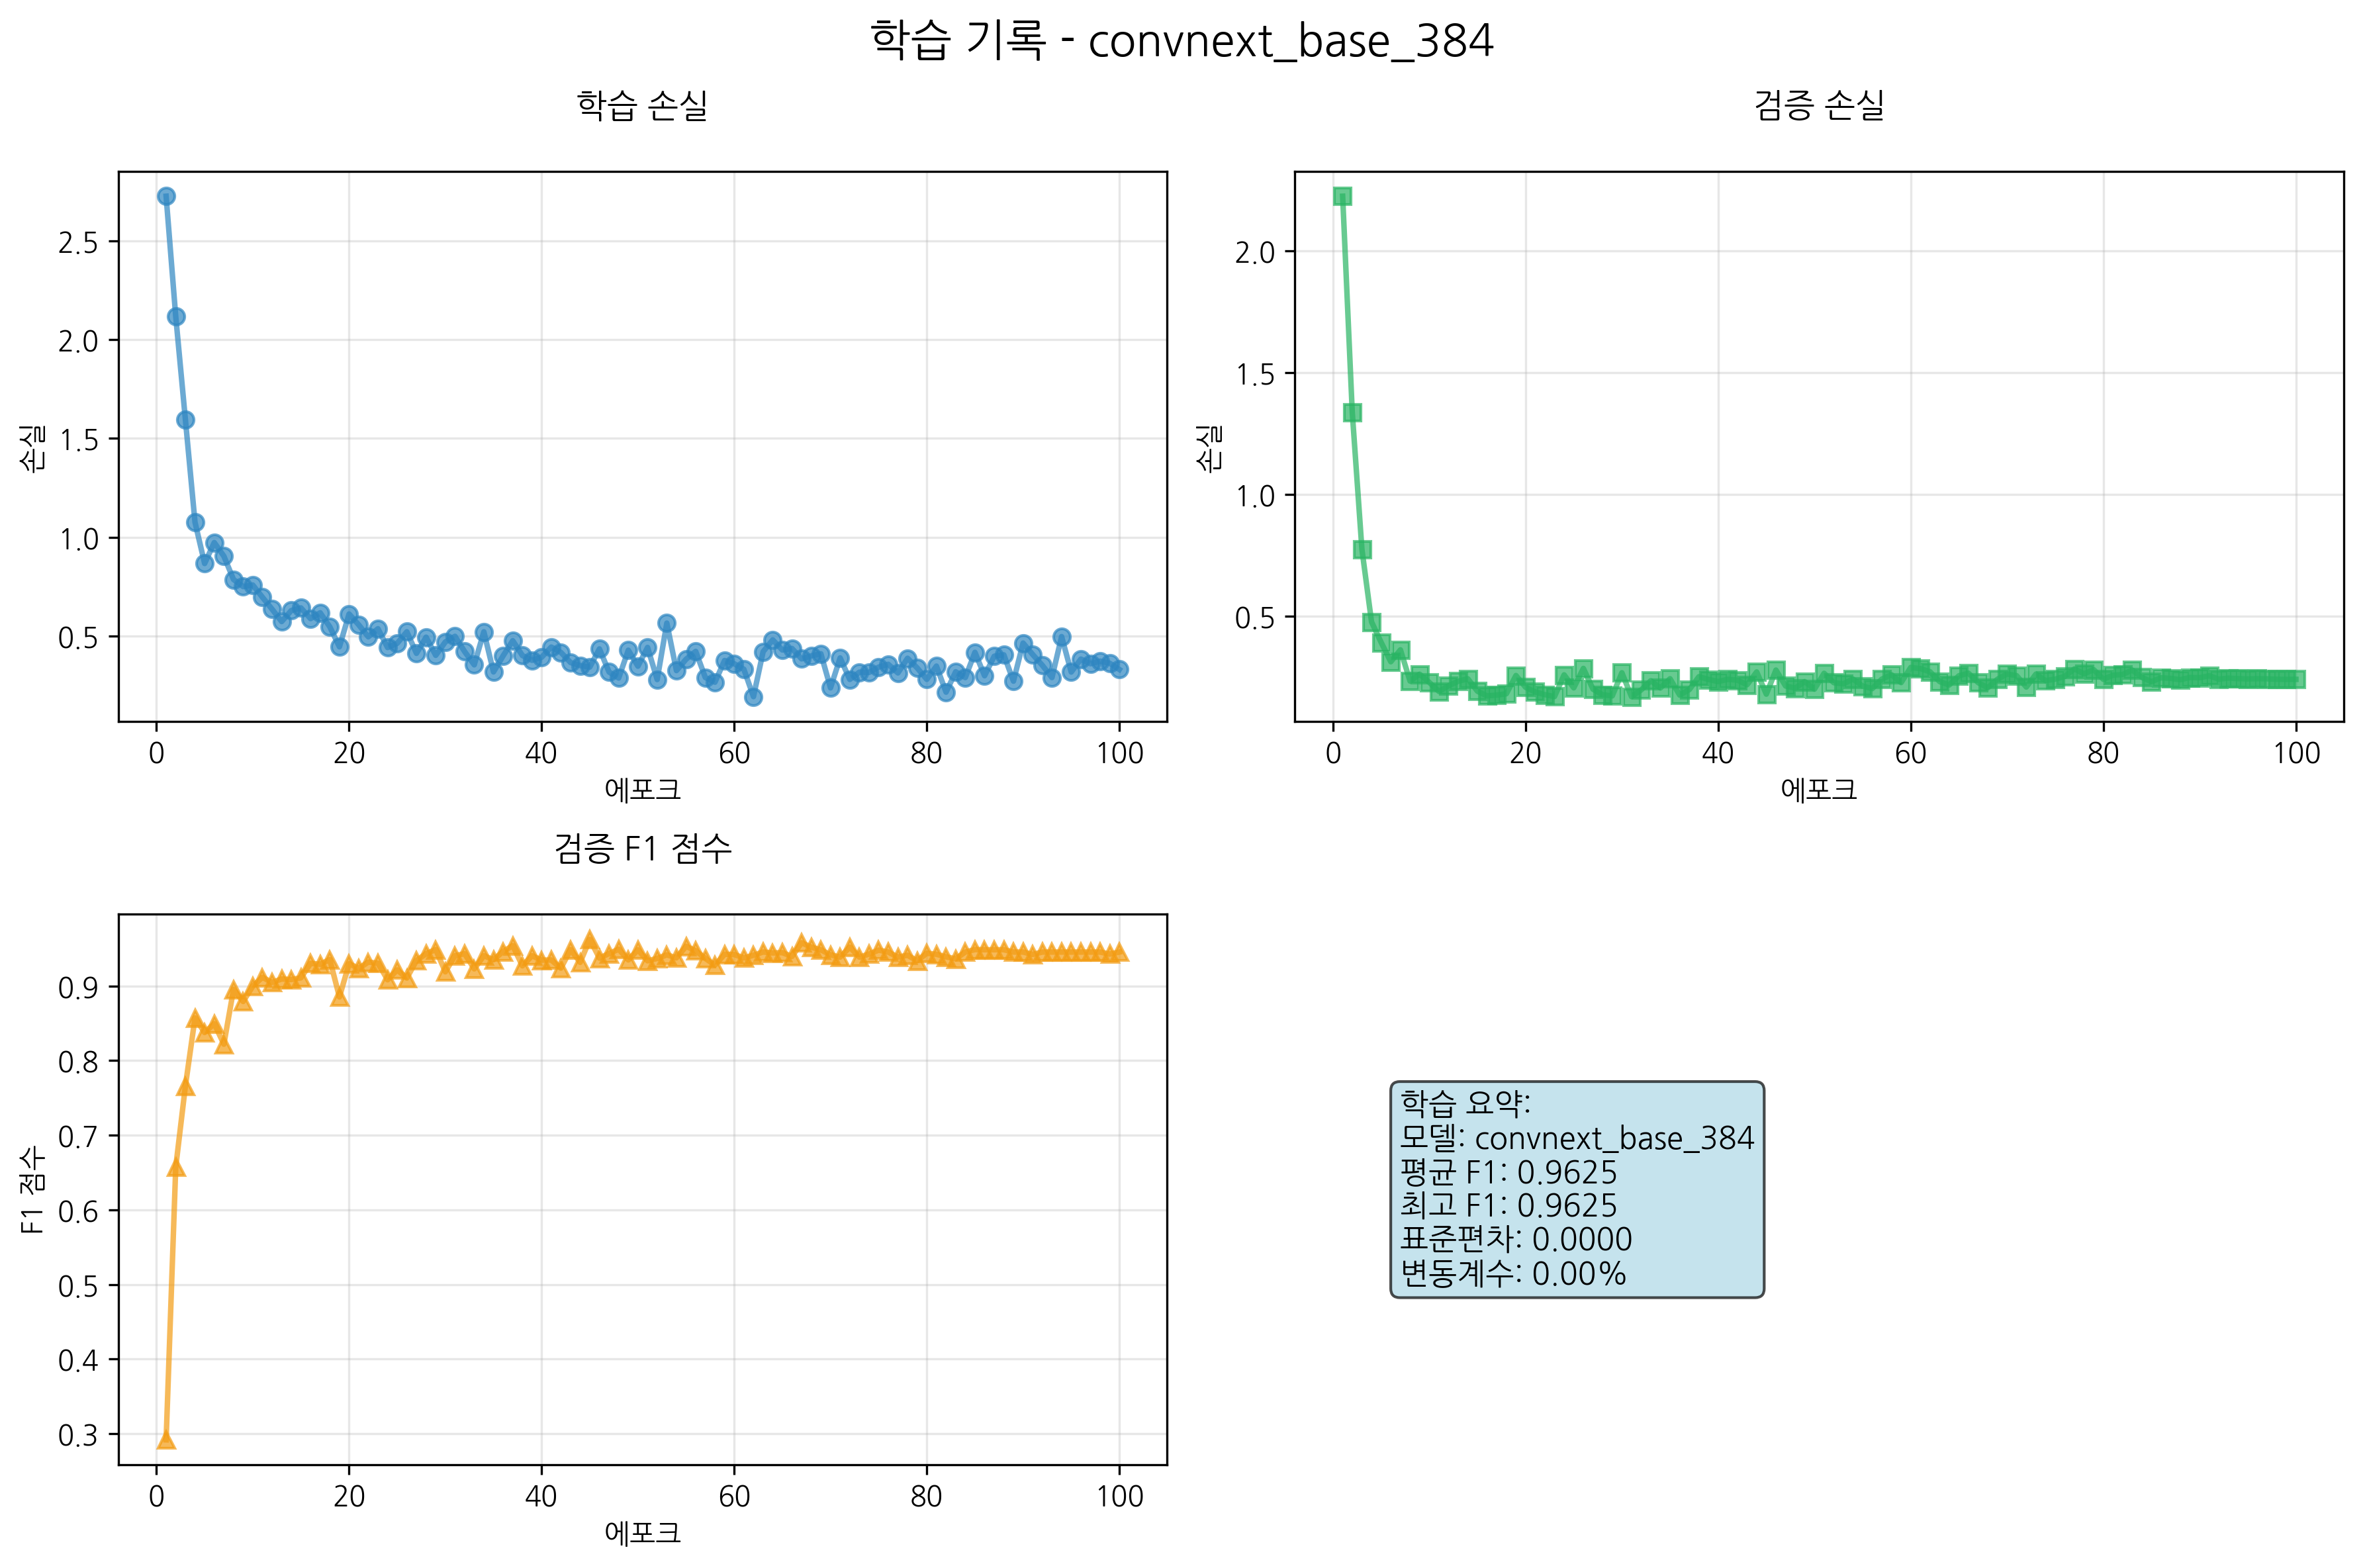 학습 기록 - convnext_base_384
학습 손실
손실
2.5
2.0
1.5
1.0
0.5
0
20
40
60
80
100
에포크
검증 손실
손실
2.0
1.5
1.0
0.5
0
20
40
60
80
100
에포크
검증 F1 점수
F1 점수
0.9
0.8
0.7
0.6
0.5
0.4
0.3
0
20
40
60
80
100
에포크
학습 요약:
모델: convnext_base_384
평균 F1: 0.9625
최고 F1: 0.9625
표준편차: 0.0000
변동계수: 0.00%